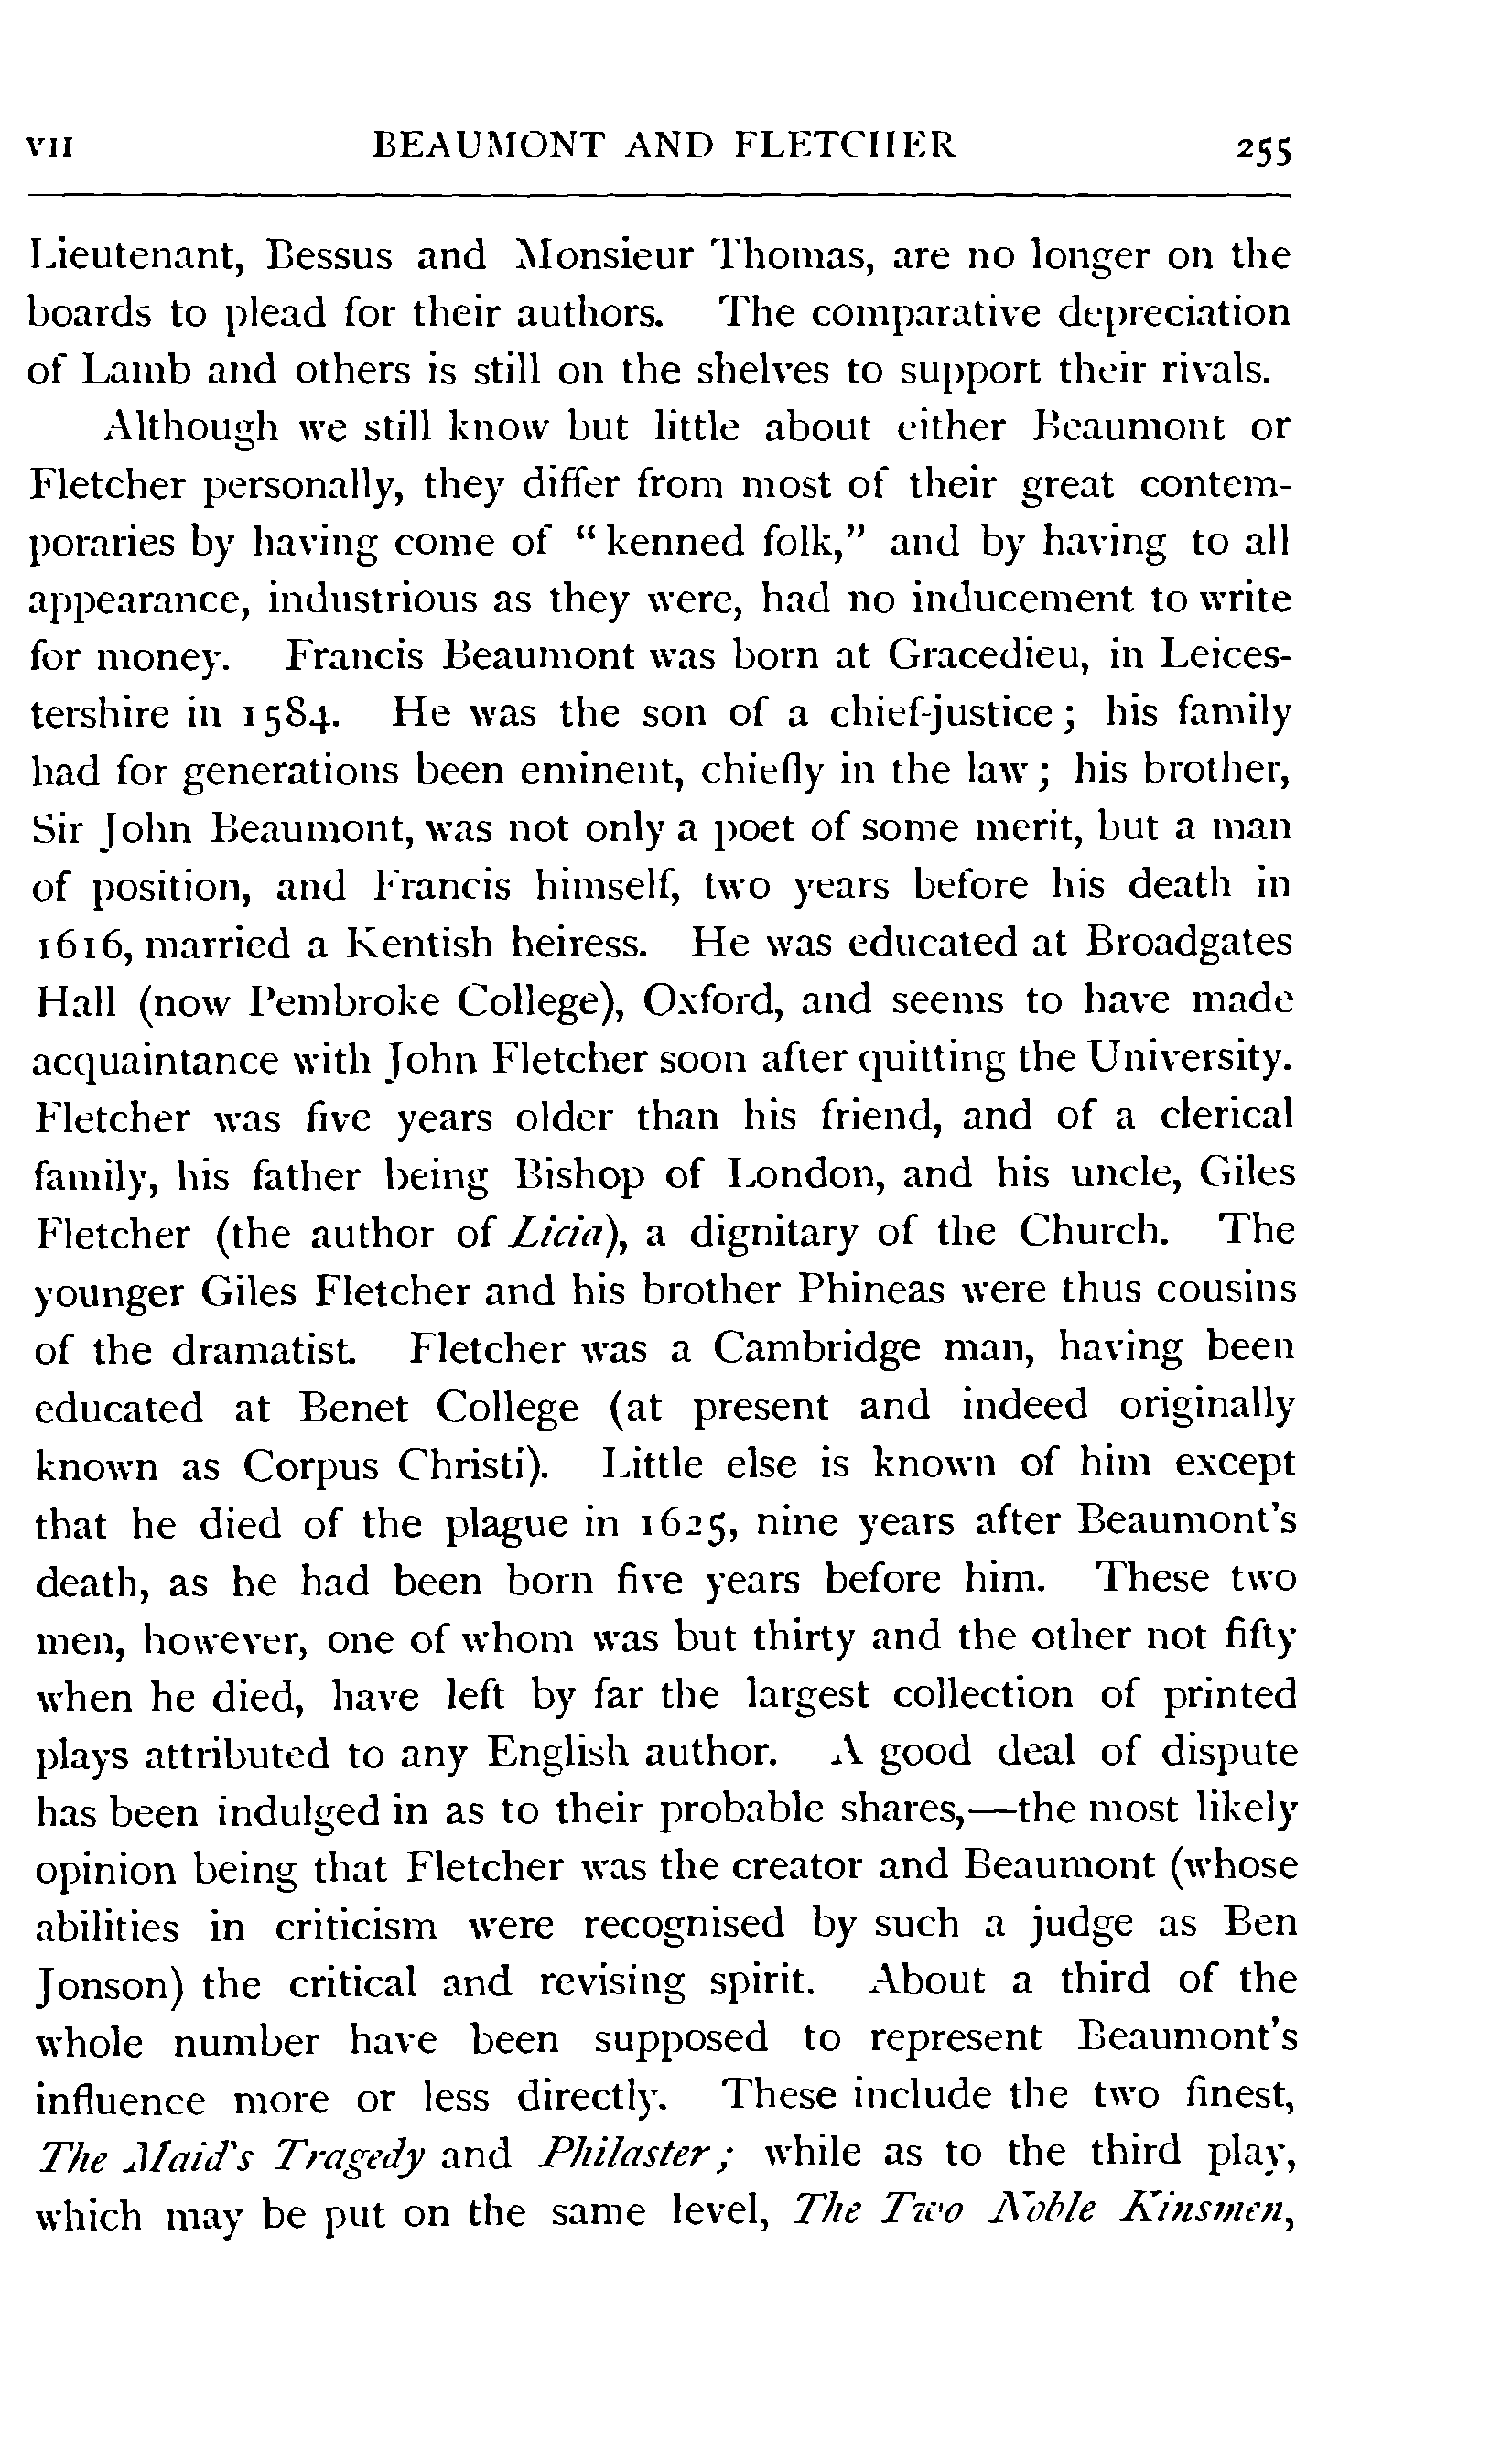 VII BEAUMONT AND FLETCHER 255
Lieutenant, Bessus and Monsieur Thomas, are no longer on the
boards to plead for their authors. The comparative depreciation
of Lamb and others is still on the shelves to support their rivals.
Although we still know but little about either Beaumont or
Fletcher personally, they differ from most of their great contem-
poraries by having come of “kenned folk,” and by having to all
appearance, industrious as they were, had no inducement to write
for money. Francis Beaumont was born at Gracedieu, in Leices-
tershire in 1584. He was the son of a chief-justice; his family
had for generations been eminent, chiefly in the law; his brother,
Sir John Beaumont, was not only a poet of some merit, but a man
of position, and Francis himself, two years before his death in
1616, married a Kentish heiress. He was educated at Broadgates
Hall (now Pembroke College), Oxford, and seems to have made
acquaintance with John Fletcher soon after quitting the University.
Fletcher was five years older than his friend, and of a clerical
family, his father being Bishop of London, and his uncle, Giles
Fletcher (the author of Licia), a dignitary of the Church. The
younger Giles Fletcher and his brother Phineas were thus cousins
of the dramatist. Fletcher was a Cambridge man, having been
educated at Benet College (at present and indeed originally
known as Corpus Christi). Little else is known of him except
that he died of the plague in 1625, nine years after Beaumont's
death, as he had been born five years before him. These two
men, however, one of whom was but thirty and the other not fifty
when he died, have left by far the largest collection of printed
plays attributed to any English author. A good deal of dispute
has been indulged in as to their probable shares,—the most likely
opinion being that Fletcher was the creator and Beaumont (whose
abilities in criticism were recognised by such a judge as Ben
Jonson) the critical and revising spirit. About a third of the
whole number have been supposed to represent Beaumont's
influence more or less directly. These include the two finest,
The Maid's Tragedy and Philaster; while as to the third play,
which may be put on the same level, The Two Noble Kinsmen,